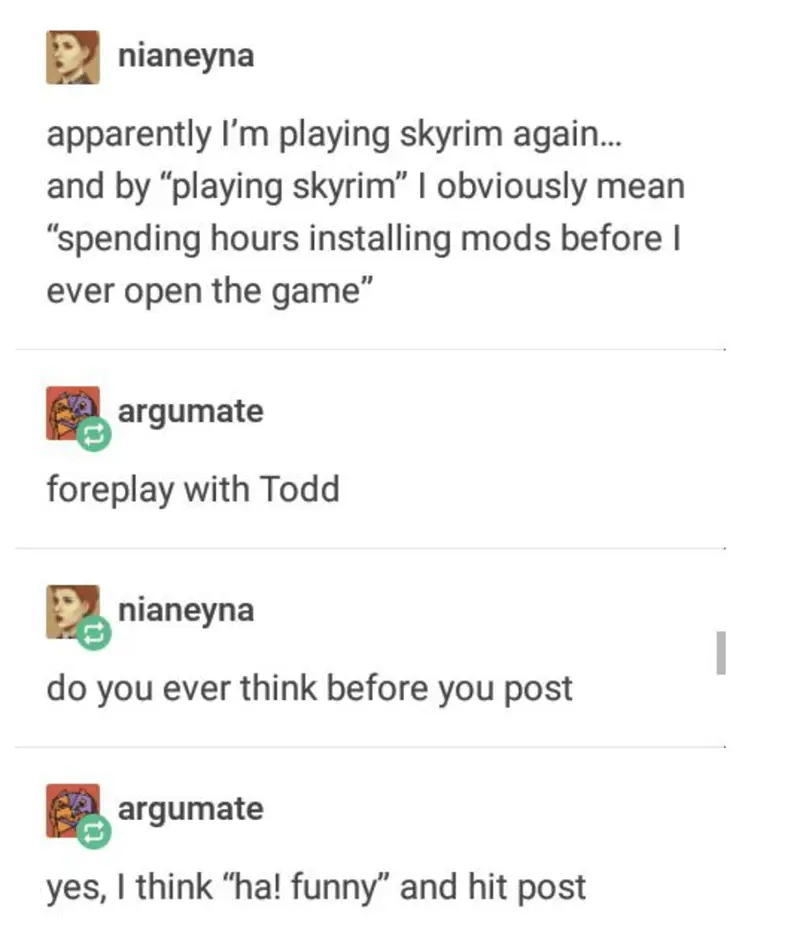 nianeyna
apparently I’m playing skyrim again...
and by “playing skyrim” I obviously mean
“spending hours installing mods before I
ever open the game”
argumate
foreplay with Todd
nianeyna
do you ever think before you post
argumate
yes, I think “ha! funny” and hit post